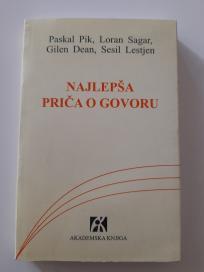 Paskal Pik, Loran Sagar,
Gilen Dean, Sesil Lestjen
NAJLEPŠA
PRIČA O GOVORU
AKADEMSKA KNJIGA